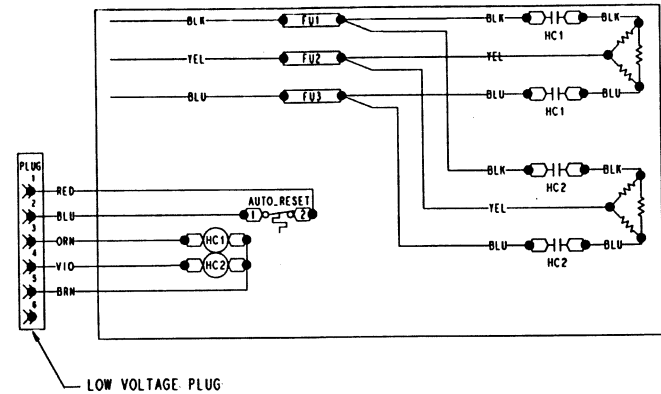 BLK FU1 BLK HC1 BLK
YEL FU2 YEL
BLU FU3 BLU HC1 BLU
BLK HC2 BLK
YEL
BLU HC2 BLU
PLUG
1 RED
AUTO_RESET
2 BLU 1 2
3 ORN HC1
4 VIO HC2
5 BRN
6
LOW VOLTAGE PLUG